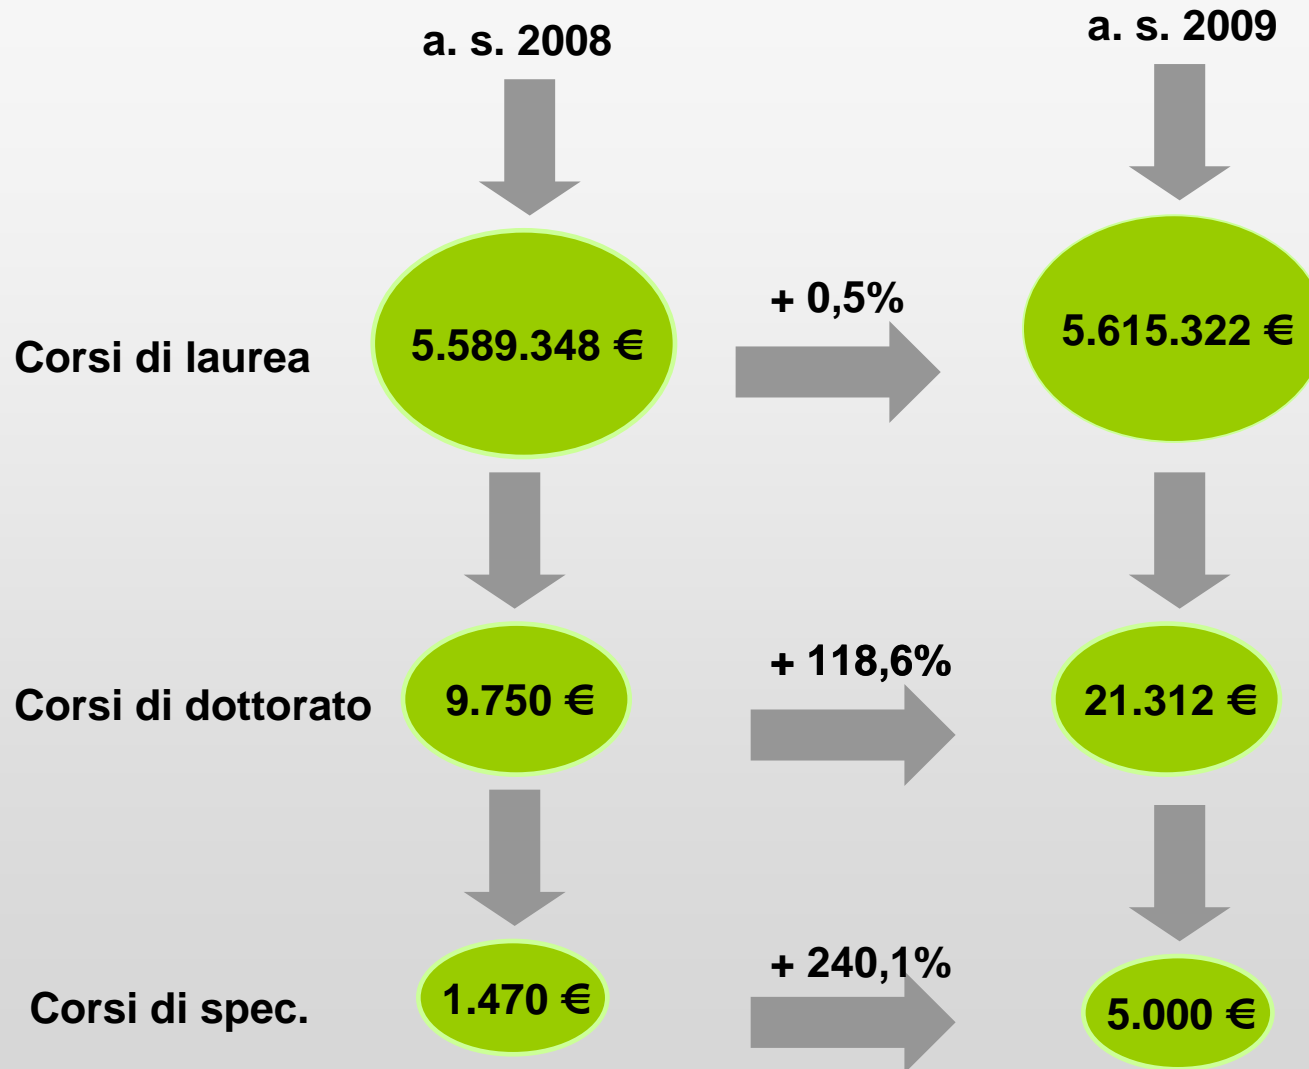 a. s. 2008
a. s. 2009
Corsi di laurea
5.589.348 €
+ 0,5%
5.615.322 €
Corsi di dottorato
9.750 €
+ 118,6%
21.312 €
Corsi di spec.
1.470 €
+ 240,1%
5.000 €